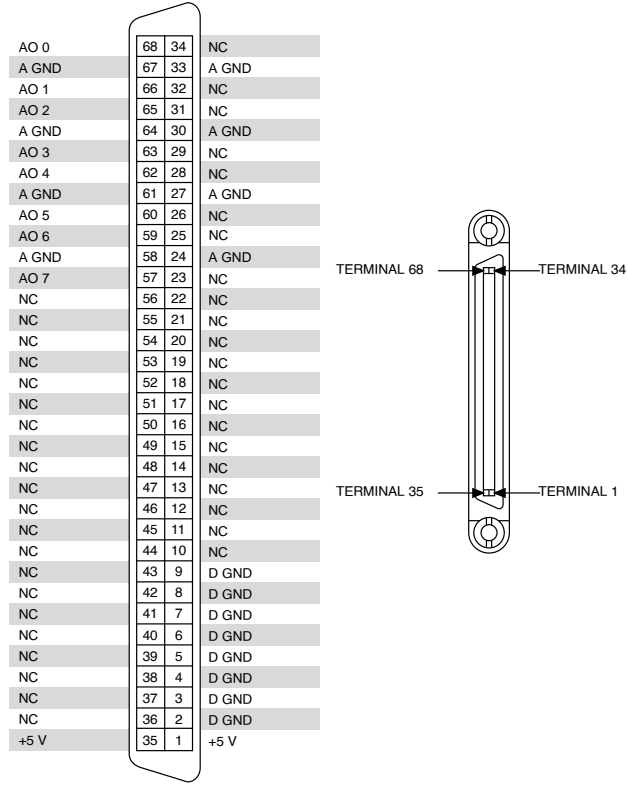 AO 0 68 34 NC
A GND 67 33 A GND
AO 1 66 32 NC
AO 2 65 31 NC
A GND 64 30 A GND
AO 3 63 29 NC
AO 4 62 28 NC
A GND 61 27 A GND
AO 5 60 26 NC
AO 6 59 25 NC
A GND 58 24 A GND
AO 7 57 23 NC
NC 56 22 NC
NC 55 21 NC
NC 54 20 NC
NC 53 19 NC
NC 52 18 NC
NC 51 17 NC
NC 50 16 NC
NC 49 15 NC
NC 48 14 NC
NC 47 13 NC
NC 46 12 NC
NC 45 11 NC
NC 44 10 NC
NC 43 9 D GND
NC 42 8 D GND
NC 41 7 D GND
NC 40 6 D GND
NC 39 5 D GND
NC 38 4 D GND
NC 37 3 D GND
NC 36 2 D GND
+5 V 35 1 +5 V
TERMINAL 68 TERMINAL 34
TERMINAL 35 TERMINAL 1